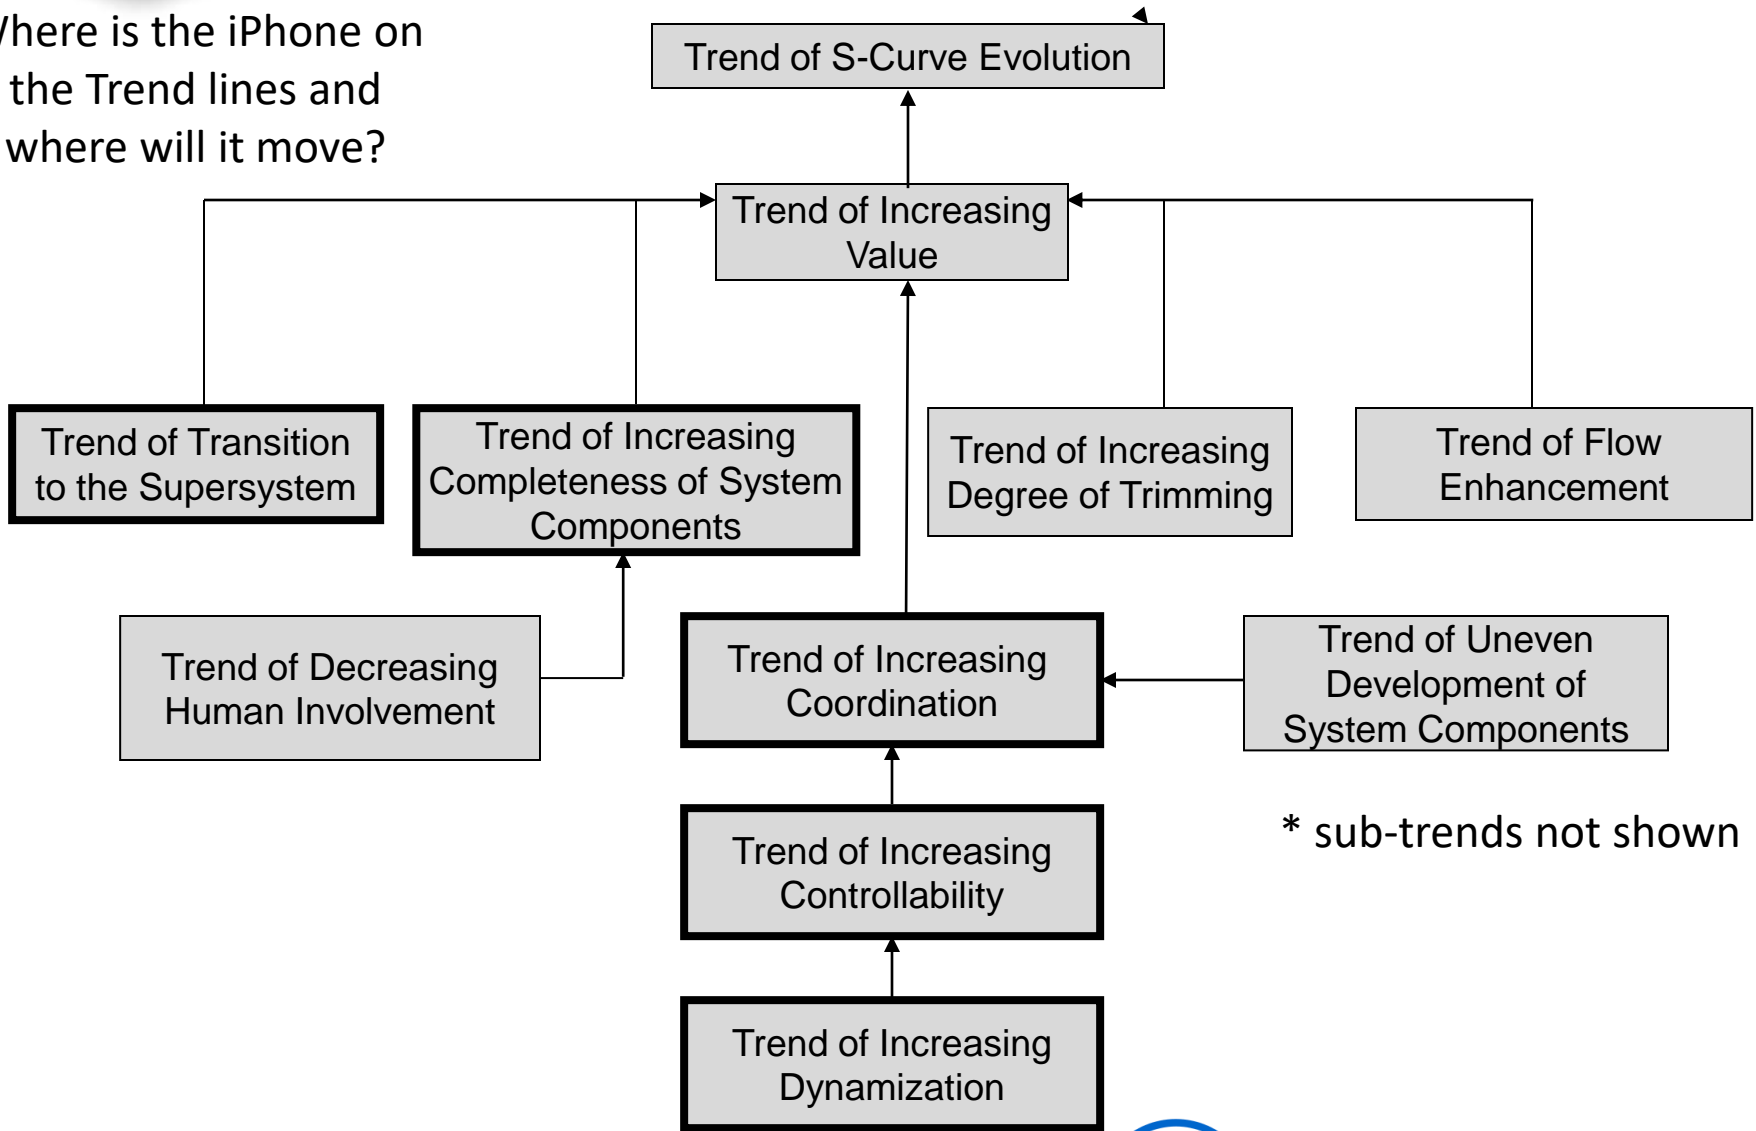 Where is the iPhone on
the Trend lines and
where will it move?
Trend of S-Curve Evolution
Trend of Increasing
Value
Trend of Transition
to the Supersystem
Trend of Increasing
Completeness of System
Components
Trend of Increasing
Degree of Trimming
Trend of Flow
Enhancement
Trend of Decreasing
Human Involvement
Trend of Increasing
Coordination
Trend of Uneven
Development of
System Components
Trend of Increasing
Controllability
* sub-trends not shown
Trend of Increasing
Dynamization